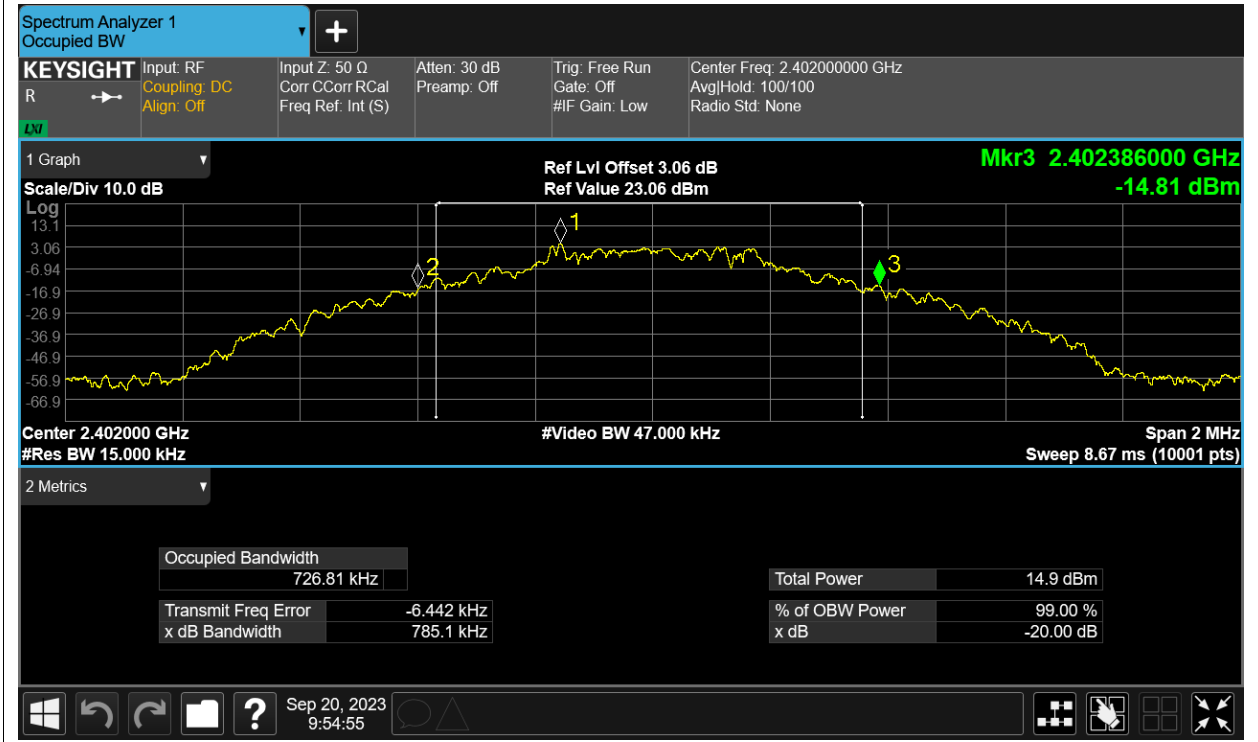 Spectrum Analyzer 1
Occupied BW
KEYSIGHT
R
LXI
Input: RF
Coupling: DC
Align: Off
Input Z: 50 Ω
Corr CCorr RCal
Freq Ref: Int (S)
Atten: 30 dB
Preamp: Off
Trig: Free Run
Gate: Off
#IF Gain: Low
Center Freq: 2.402000000 GHz
Avg|Hold: 100/100
Radio Std: None
1 Graph
Scale/Div 10.0 dB
Ref Lvl Offset 3.06 dB
Ref Value 23.06 dBm
Mkr3 2.402386000 GHz
-14.81 dBm
Log
13.1
3.06
-6.94
-16.9
-26.9
-36.9
-46.9
-56.9
-66.9
1
2
3
Center 2.402000 GHz
#Res BW 15.000 kHz
#Video BW 47.000 kHz
Span 2 MHz
Sweep 8.67 ms (10001 pts)
2 Metrics
Occupied Bandwidth
726.81 kHz
Transmit Freq Error -6.442 kHz
x dB Bandwidth 785.1 kHz
Total Power 14.9 dBm
% of OBW Power 99.00 %
x dB -20.00 dB
?
Sep 20, 2023
9:54:55